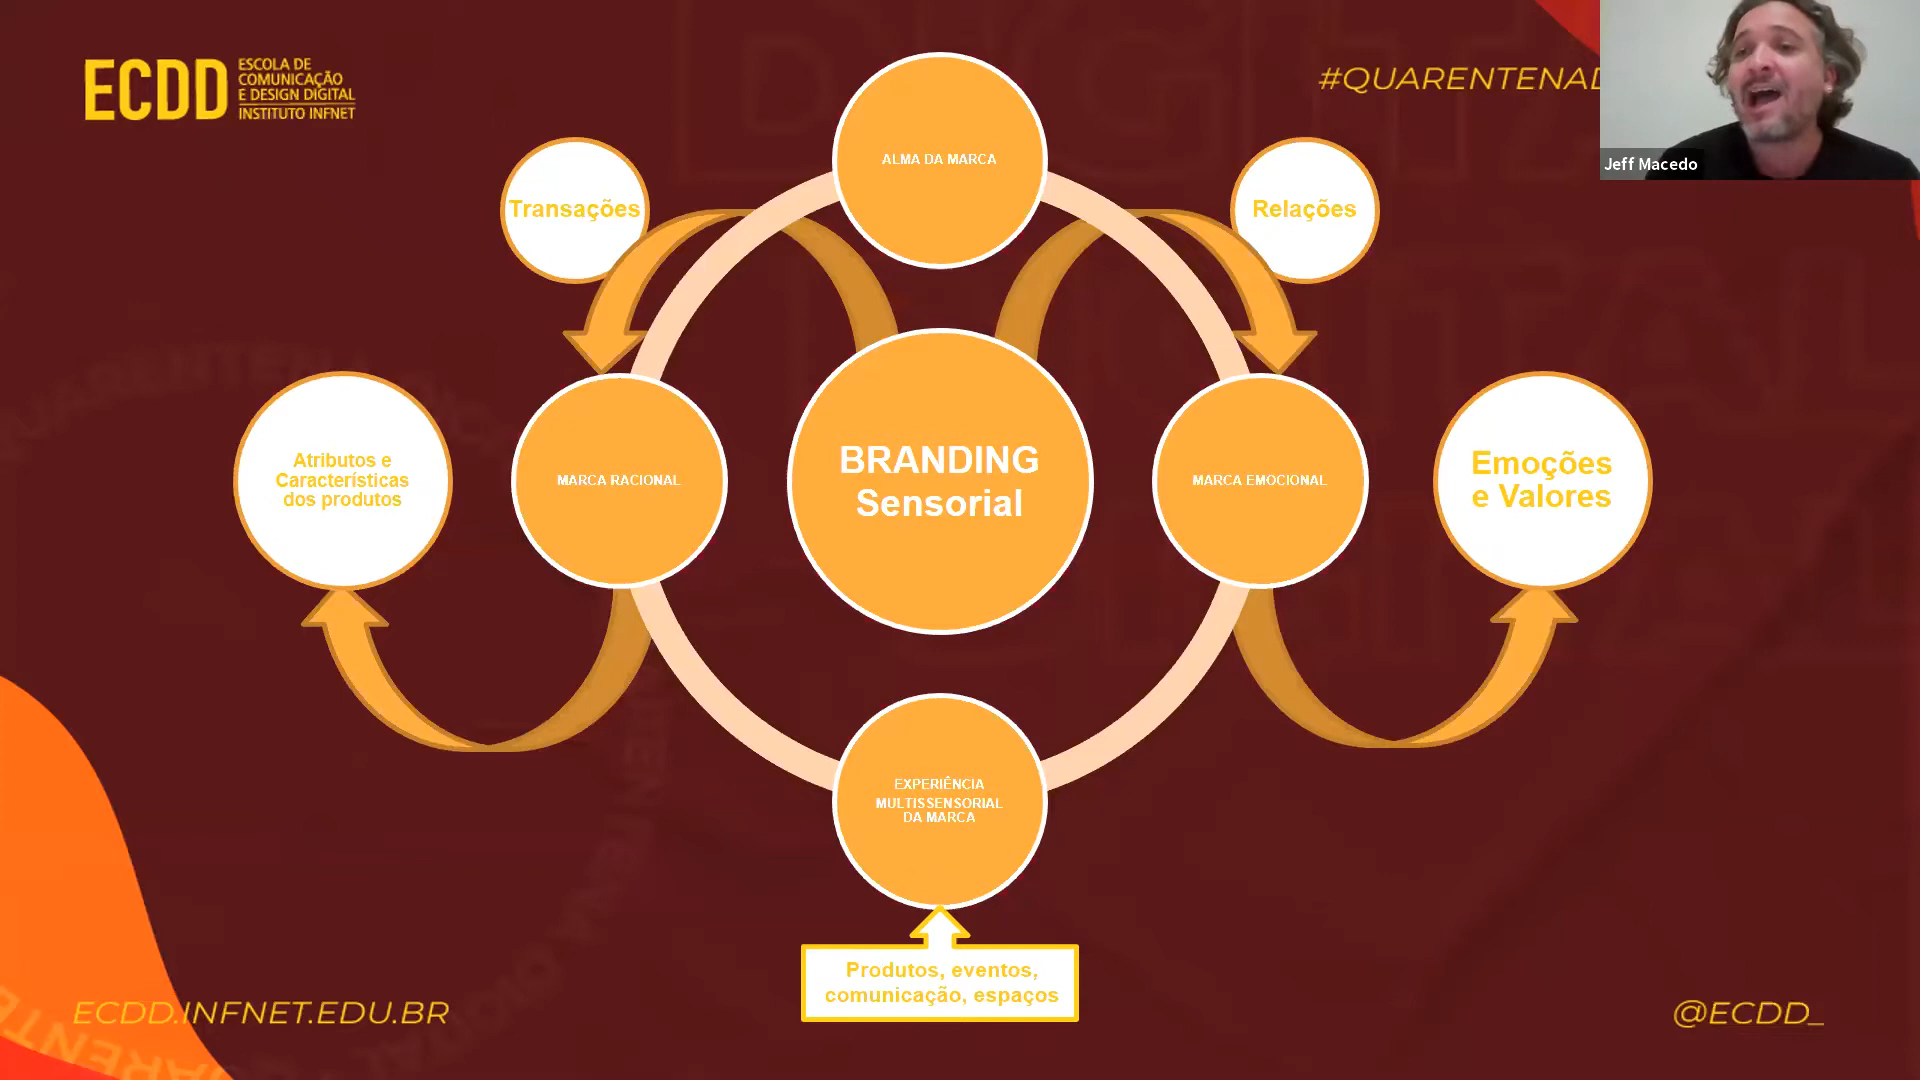 ECDD
ESCOLA DE
COMUNICAÇÃO
E DESIGN DIGITAL
INSTITUTO INFNET
#QUARENTENAD
Jeff Macedo
ALMA DA MARCA
Transações
Relações
Atributos e
Características
dos produtos
MARCA RACIONAL
BRANDING
Sensorial
MARCA EMOCIONAL
Emoções
e Valores
EXPERIÊNCIA
MULTISSENSORIAL
DA MARCA
Produtos, eventos,
comunicação, espaços
ECDD.INFNET.EDU.BR
@ECDD_